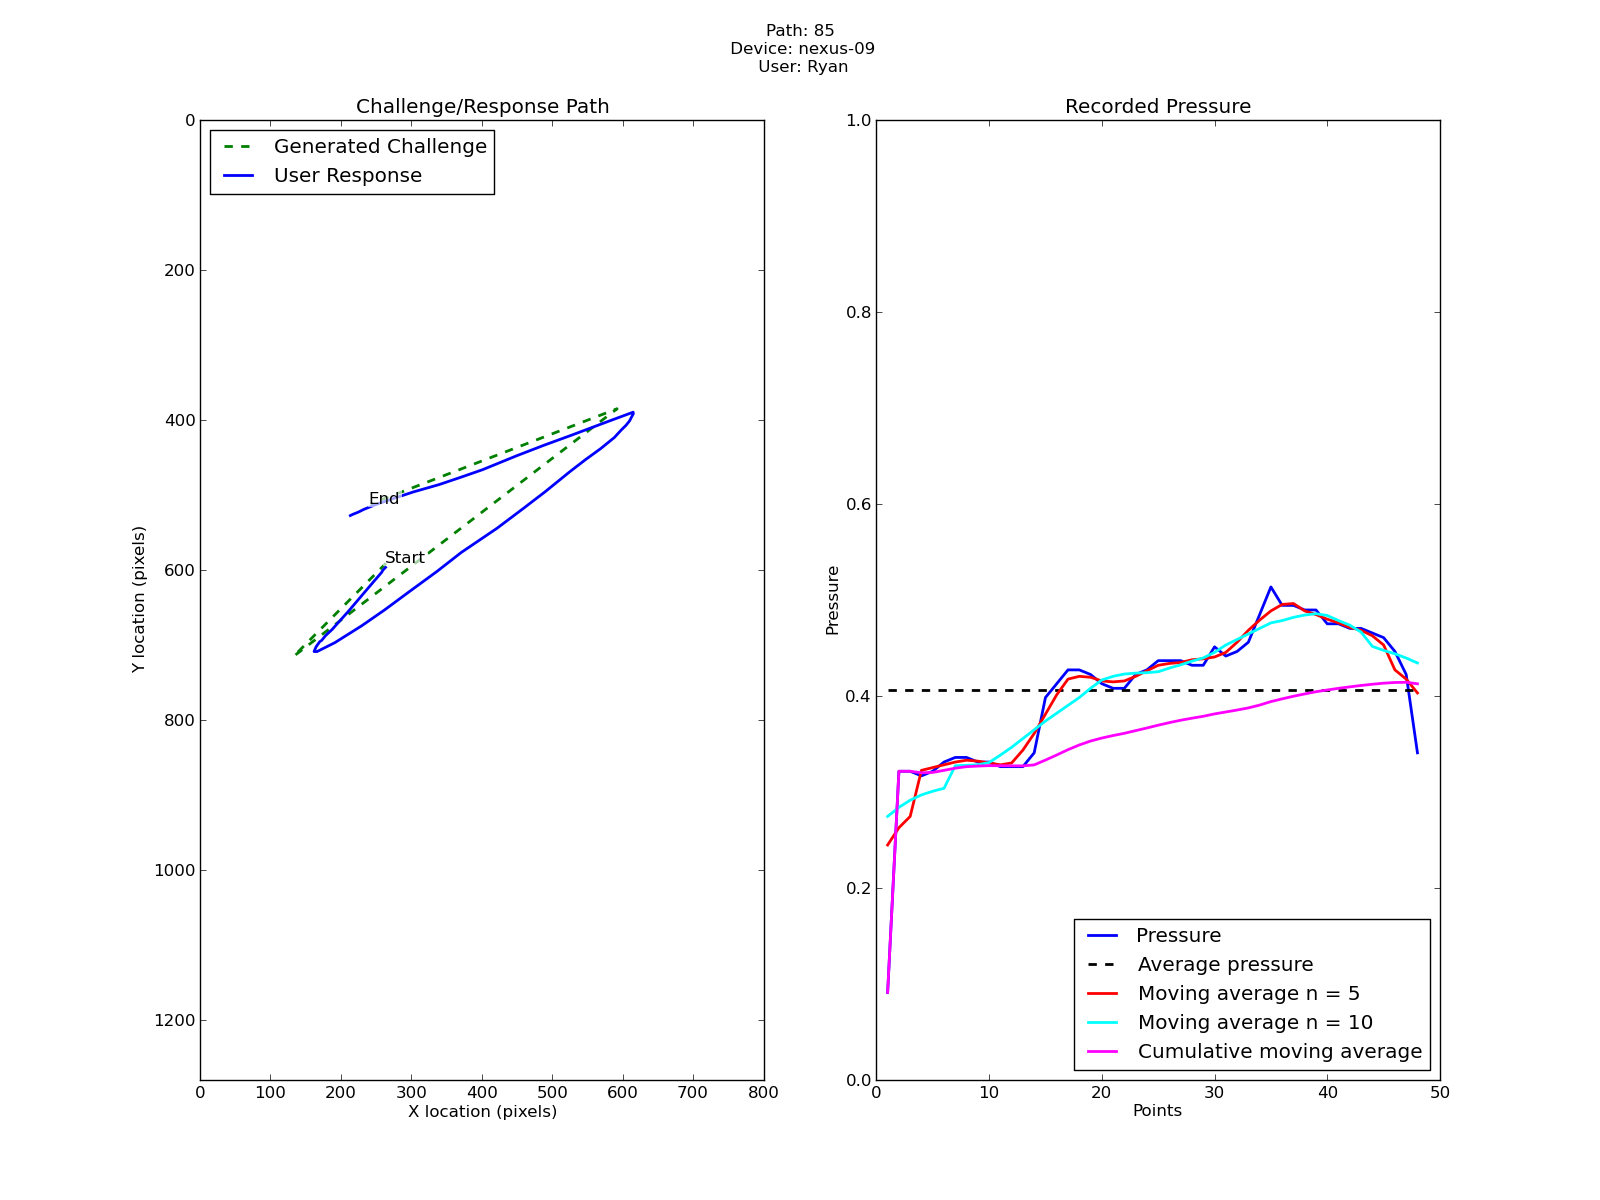 Path: 85
Device: nexus-09
User: Ryan
Challenge/Response Path
Generated Challenge
User Response
0
200
400
600
800
1000
1200
Y location (pixels)
End
Start
0 100 200 300 400 500 600 700 800
X location (pixels)
Recorded Pressure
1.0
0.8
0.6
0.4
0.2
0.0
Pressure
Pressure
Average pressure
Moving average n = 5
Moving average n = 10
Cumulative moving average
0 10 20 30 40 50
Points